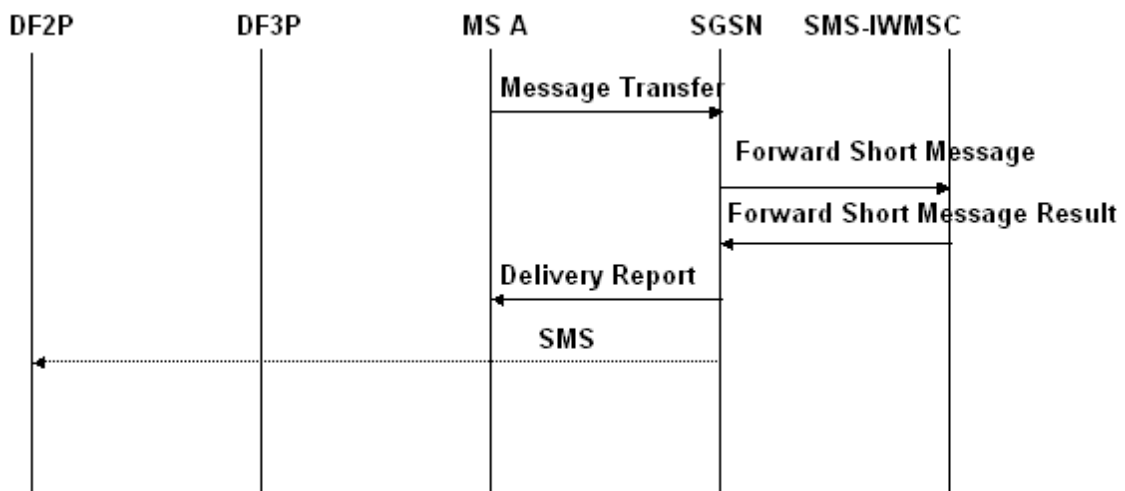 DF2P DF3P MS A SGSN SMS-IWMSC
Message Transfer
Forward Short Message
Forward Short Message Result
Delivery Report
SMS